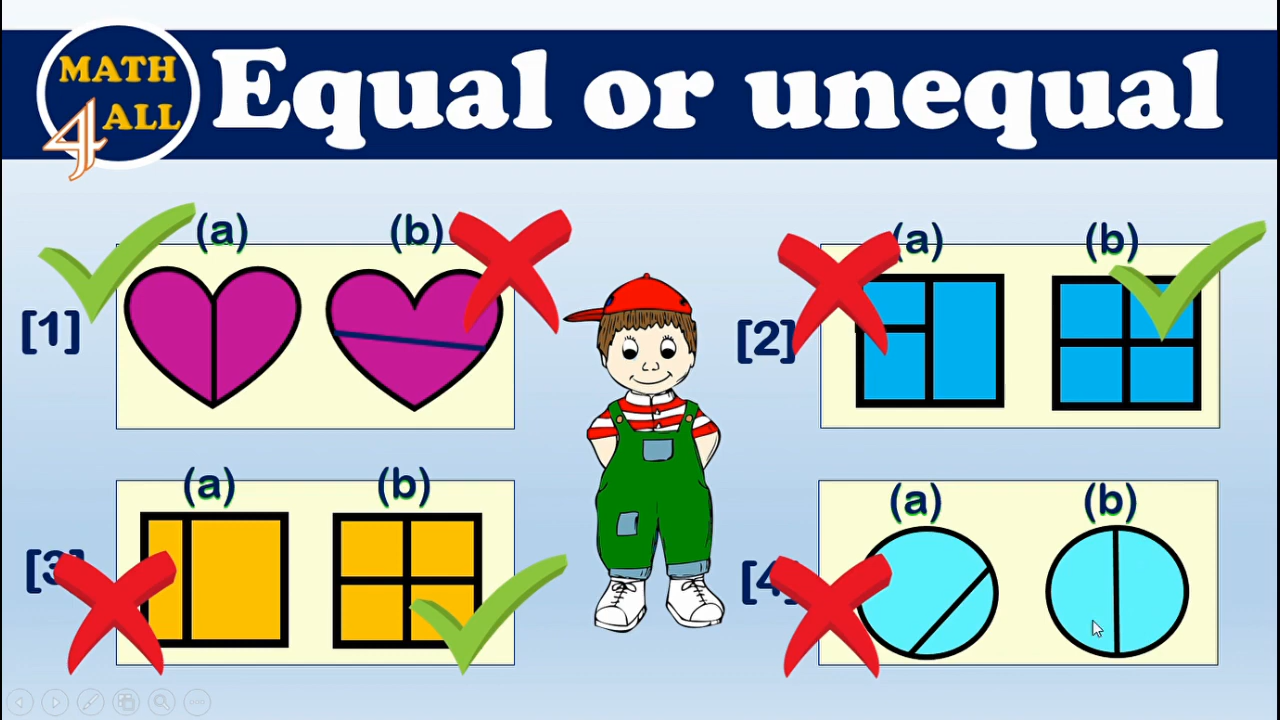 MATH
4 ALL
Equal or unequal
(a)
(b)
[1]
(a)
(b)
[2]
(a)
(b)
[3]
(a)
(b)
[4]